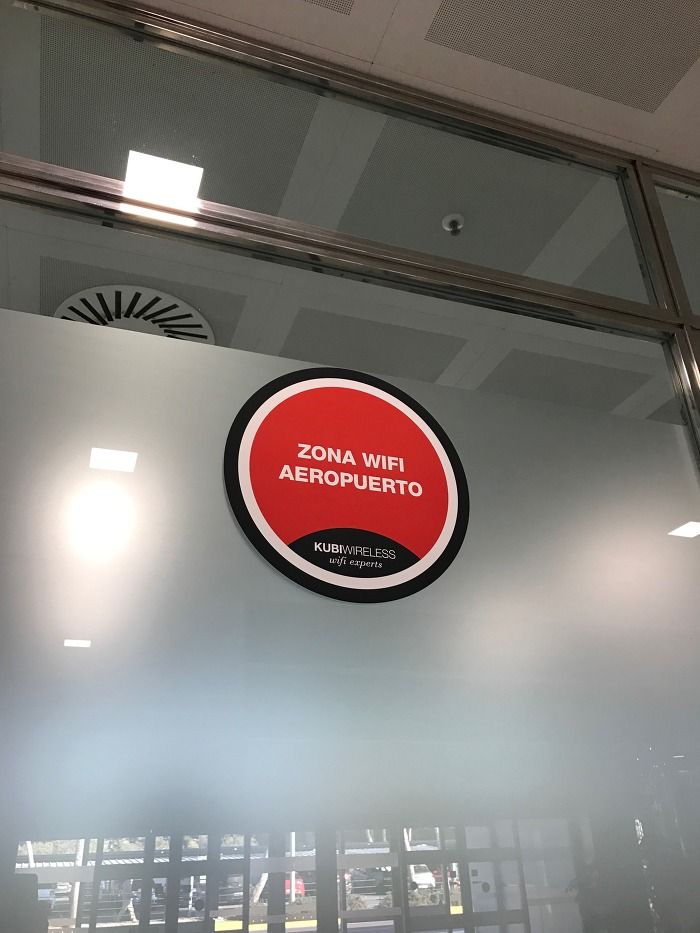 ZONA WIFI
AEROPUERTO
KUBIWIRELESS
wifi experts